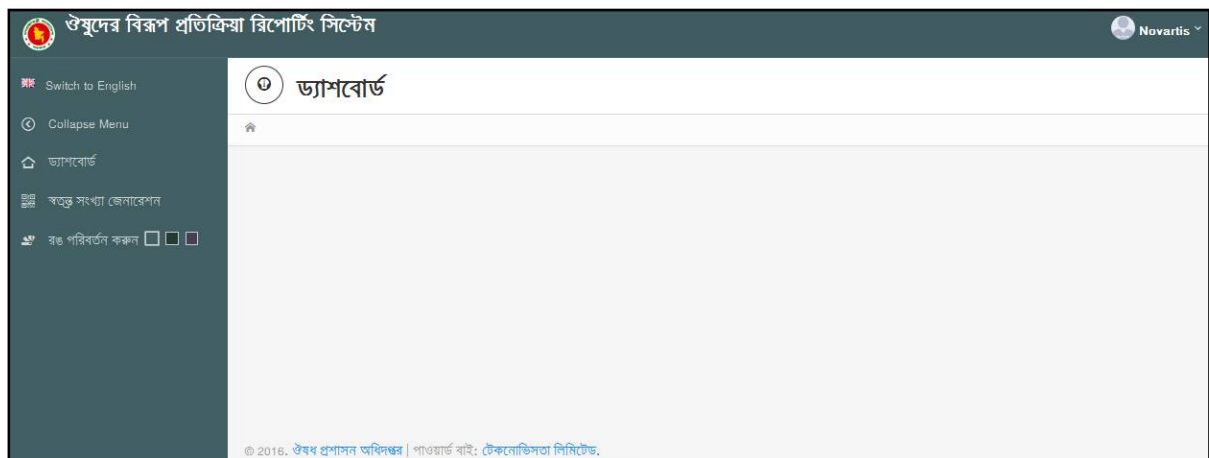 ঔষুদের বিরূপ প্রতিক্রিয়া রিপোর্টিং সিস্টেম
Novartis
Switch to English
ড্যাশবোর্ড
Collapse Menu
ড্যাশবোর্ড
স্বতন্ত্র সংখ্যা জেনারেশন
রঙ পরিবর্তন করুন
© 2016. ঔষধ প্রশাসন অধিদপ্তর | পাওয়ার্ড বাই: টেকনোভিসতা লিমিটেড.